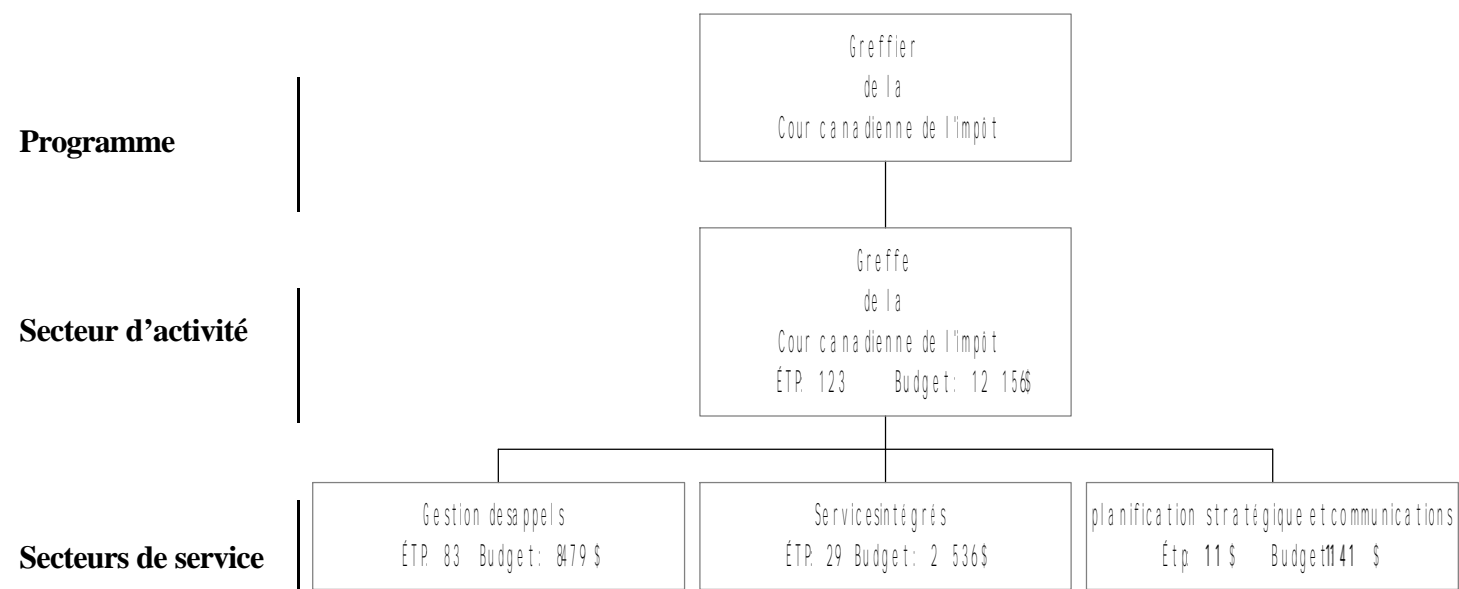 Greffier
de la
Cour canadienne de l'impôt
Programme
Greffe
de la
Cour canadienne de l'impôt
ÉTP. 123 Budget: 12 156$
Secteur d'activité
Gestion des appels
ÉTP. 83 Budget: 8479 $
Services intégrés
ÉTP. 29 Budget: 2 536$
planification stratégique et communications
Étp. 11 $ Budget 1141 $
Secteurs de service